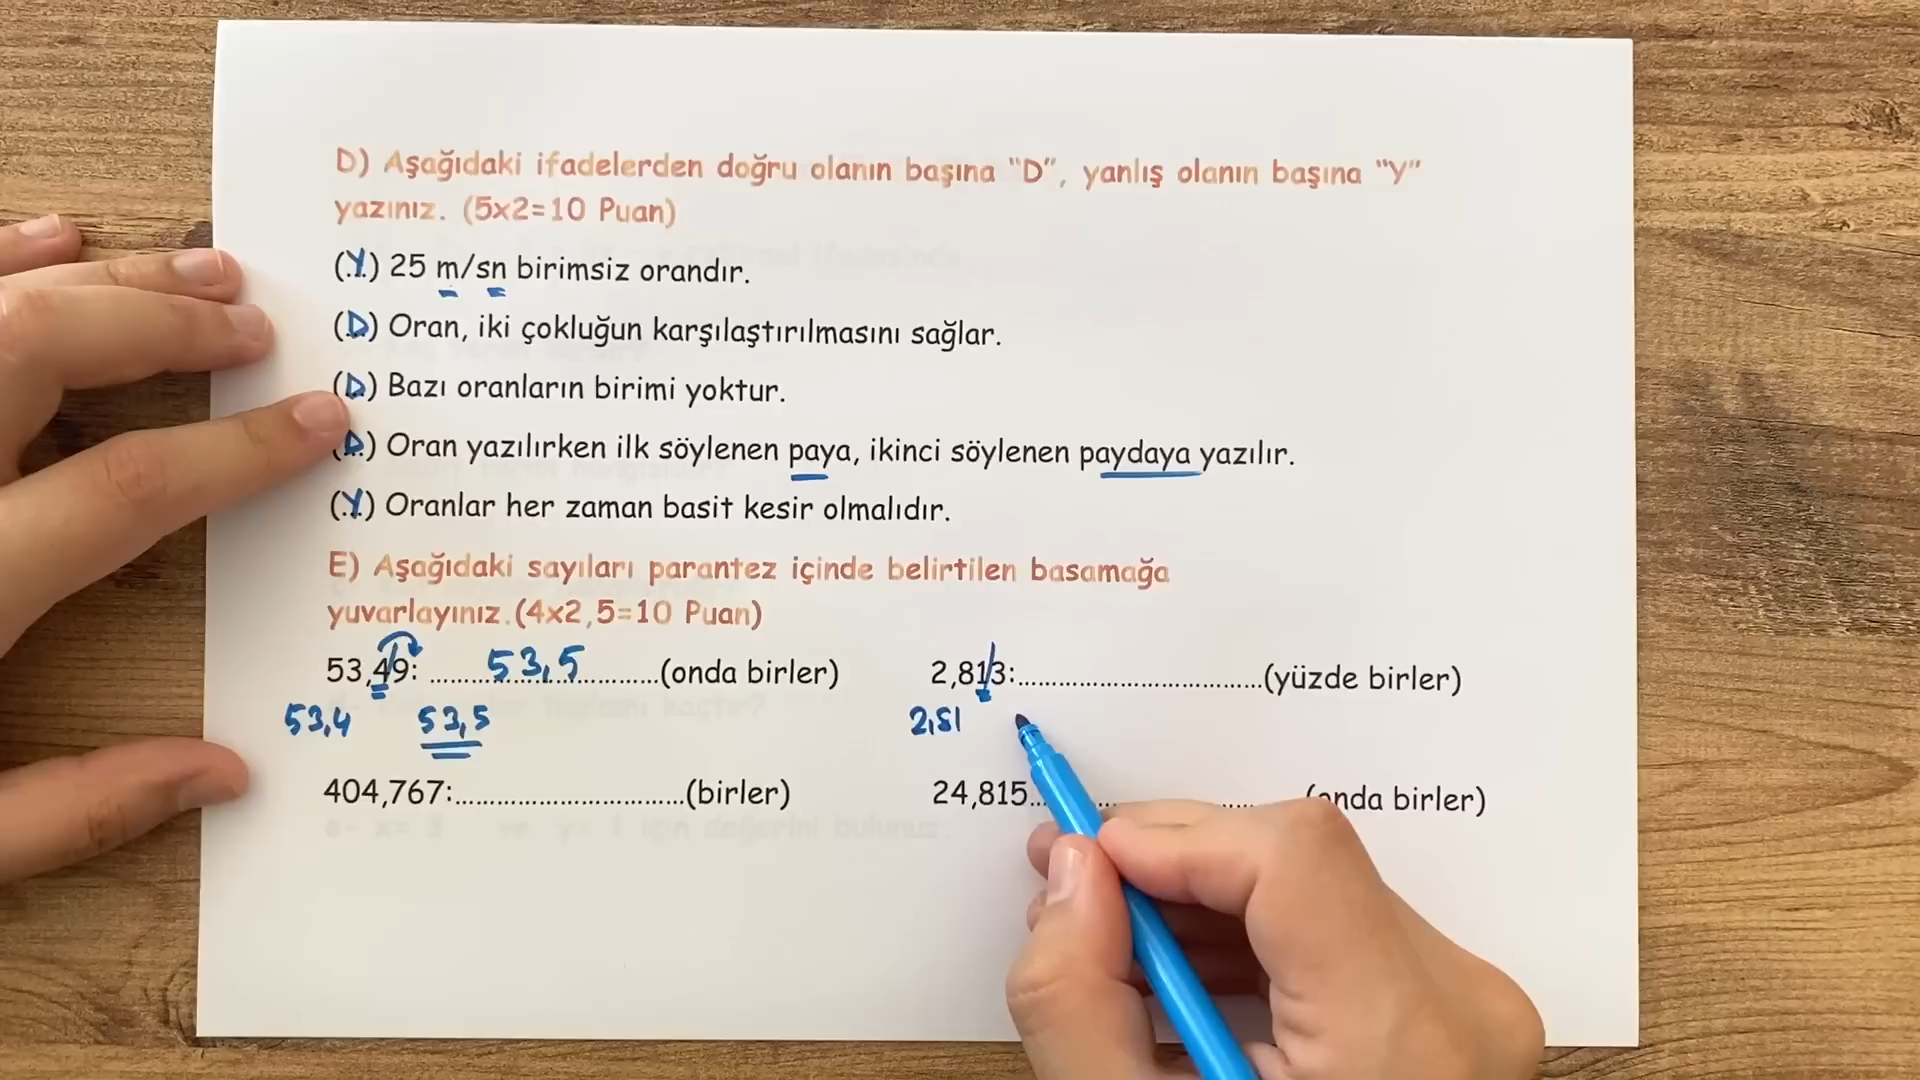 D) Aşağıdaki ifadelerden doğru olanın başına "D", yanlış olanın başına "Y"
yazınız. (5x2=10 Puan)
(Y) 25 m/sn birimsiz orandır.
(D) Oran, iki çokluğun karşılaştırılmasını sağlar.
(D) Bazı oranların birimi yoktur.
(D) Oran yazılırken ilk söylenen paya, ikinci söylenen paydaya yazılır.
(Y) Oranlar her zaman basit kesir olmalıdır.
E) Aşağıdaki sayıları parantez içinde belirtilen basamağa
yuvarlayınız.(4x2,5=10 Puan)
53,49: ..........53,5..........(onda birler) 2,813:................................(yüzde birler)
53,4 53,5 2,81
404,767:..............................(birler) 24,815.......... (onda birler)